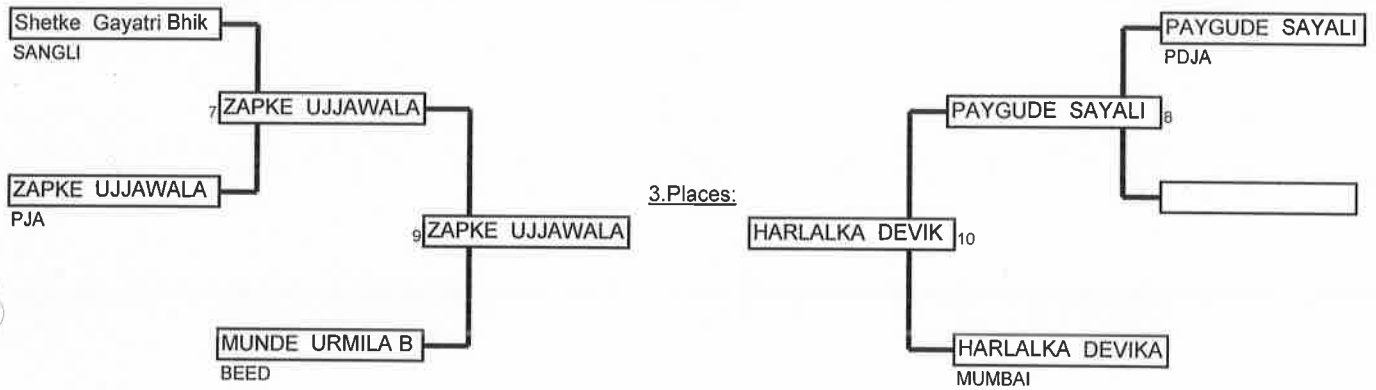 Shetke Gayatri Bhik
SANGLI
7 ZAPKE UJJAWALA
ZAPKE UJJAWALA
PJA
9 ZAPKE UJJAWALA
MUNDE URMILA B
BEED
3.Places:
PAYGUDE SAYALI
PDJA
PAYGUDE SAYALI 8
HARLALKA DEVIK 10
HARLALKA DEVIKA
MUMBAI